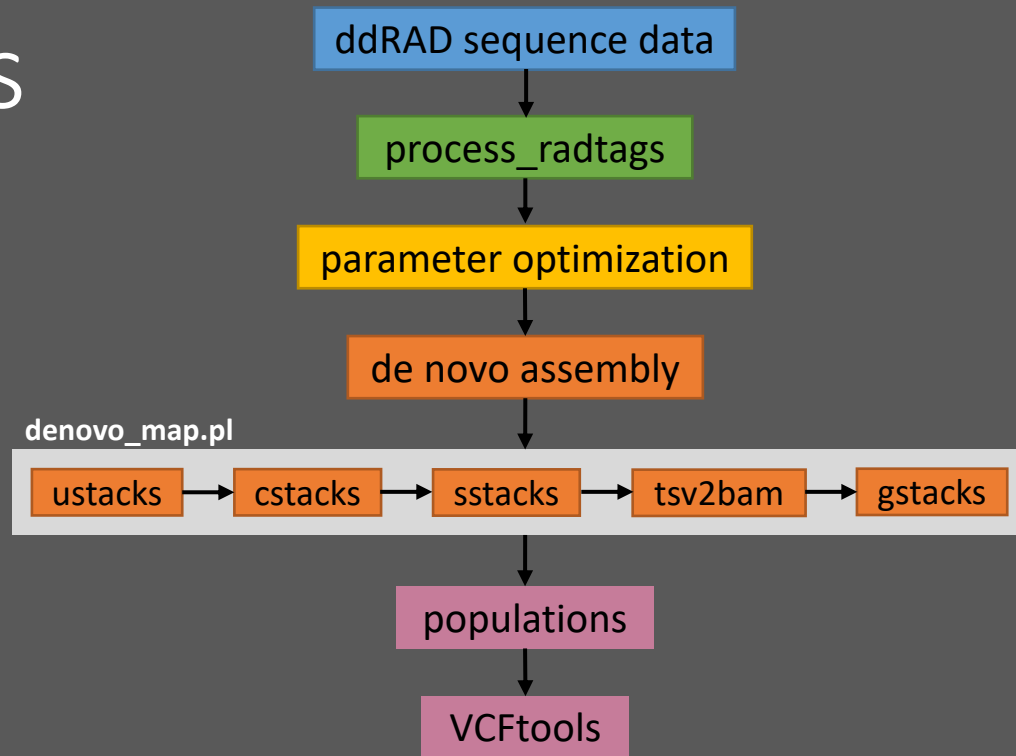 S
ddRAD sequence data
process_radtags
parameter optimization
de novo assembly
denovo_map.pl
ustacks cstacks sstacks tsv2bam gstacks
populations
VCFtools